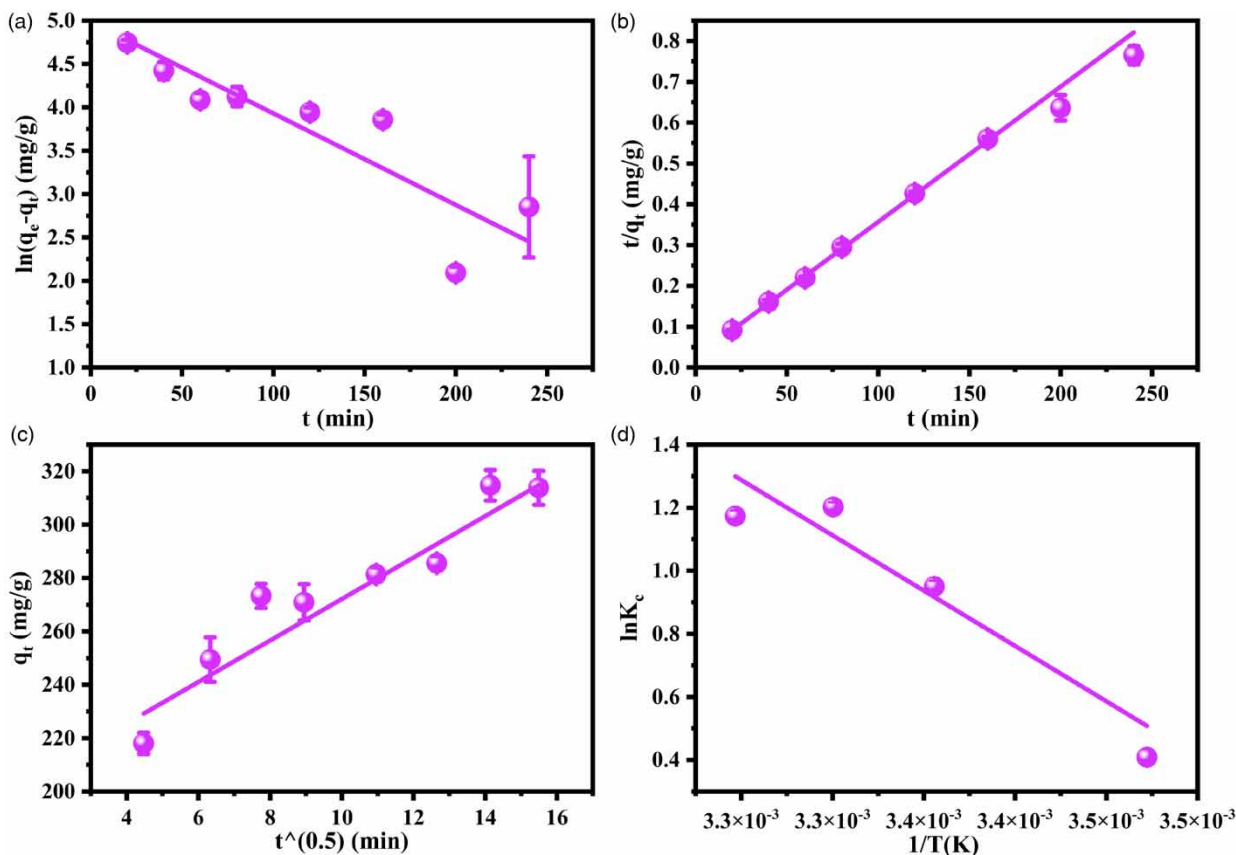 (a)
5.0
4.5
4.0
3.5
3.0
2.5
2.0
1.5
1.0
ln(qe-qt) (mg/g)
0 50 100 150 200 250
t (min)
(b)
0.8
0.7
0.6
0.5
0.4
0.3
0.2
0.1
0.0
t/qt (mg/g)
0 50 100 150 200 250
t (min)
(c)
320
300
280
260
240
220
200
qt (mg/g)
4 6 8 10 12 14 16
t^(0.5) (min)
(d)
1.4
1.2
1.0
0.8
0.6
0.4
lnKc
3.3×10-3 3.3×10-3 3.4×10-3 3.4×10-3 3.5×10-3 3.5×10-3
1/T(K)